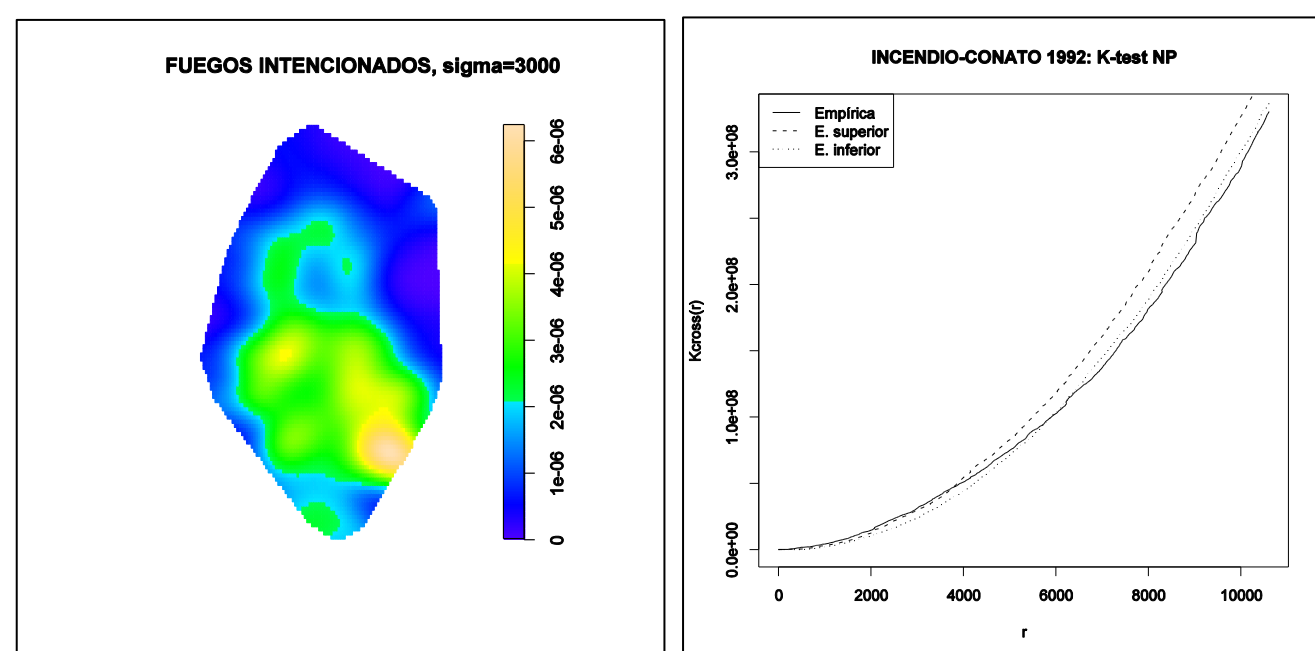 FUEGOS INTENCIONADOS, sigma=3000
6e-06
5e-06
4e-06
3e-06
2e-06
1e-06
0
INCENDIO-CONATO 1992: K-test NP
Empírica
E. superior
E. inferior
Kcross(r)
3.0e+08
2.0e+08
1.0e+08
0.0e+00
0 2000 4000 6000 8000 10000
r